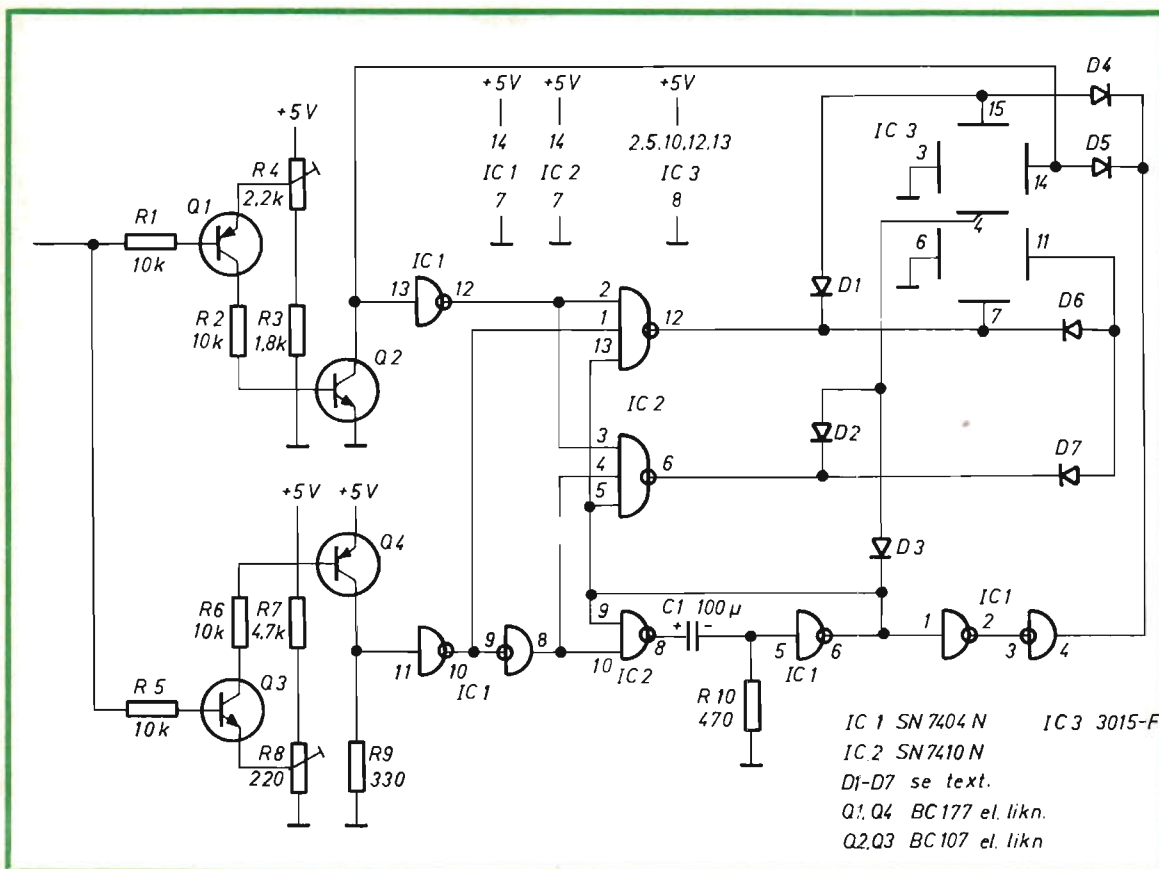 +5V
+5V
+5V
14
14
2.5.10.12.13
IC 1
IC 2
IC 3
7
7
8
+5V
R4
2,2k
Q1
R1
10k
R2
10k
R3
1,8k
Q2
IC 1
13
12
2
1
13
12
IC 2
3
4
5
6
D4
D5
15
IC 3
3
14
4
6
11
D1
D6
7
D2
D7
D3
+5V
+5V
Q4
R6
10k
R7
4.7k
Q3
R 5
10k
R8
220
R9
330
11
10
9
8
IC 1
9
10
8
IC 2
C1
100 µ
+
-
R 10
470
5
6
IC 1
IC 1
1
2
3
4
IC 1 SN 7404 N
IC 3 3015-F
IC 2 SN 7410 N
D1-D7 se text.
Q1, Q4 BC 177 el. likn.
Q2,Q3 BC 107 el. likn